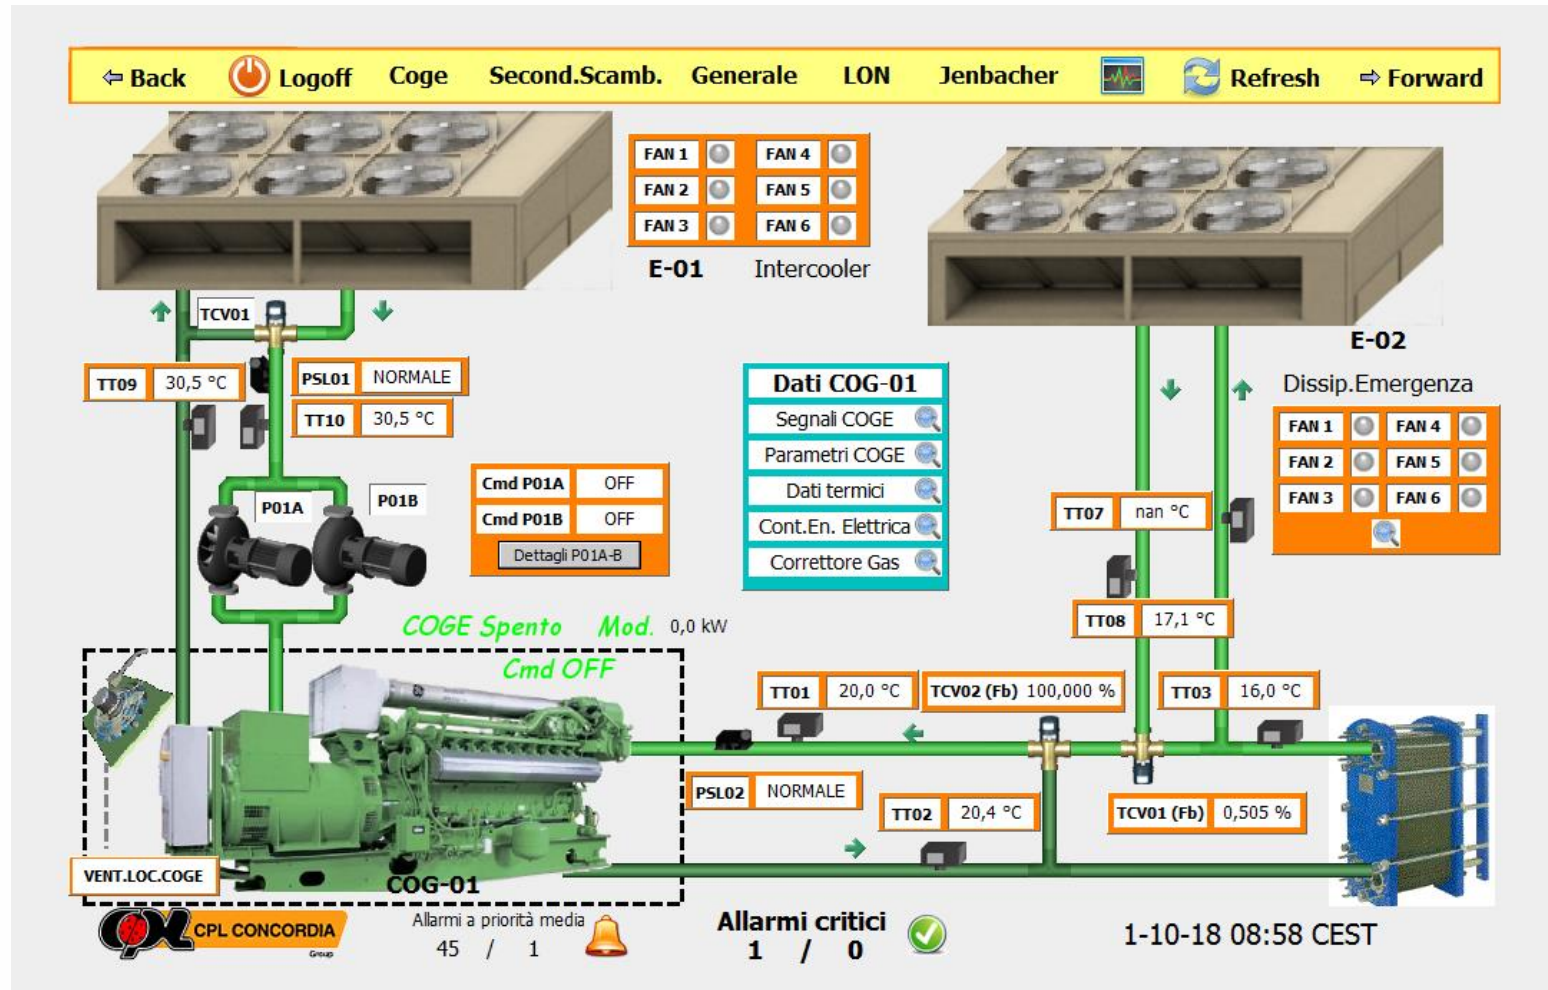 Back Logoff Coge Second.Scamb. Generale LON Jenbacher Refresh Forward
FAN 1 FAN 4
FAN 2 FAN 5
FAN 3 FAN 6
E-01 Intercooler
TCV01
E-02
TT09 30,5 °C
PSL01 NORMALE
TT10 30,5 °C
Dati COG-01
Segnali COGE
Parametri COGE
Dati termici
Cont.En. Elettrica
Correttore Gas
Dissip.Emergenza
FAN 1 FAN 4
FAN 2 FAN 5
FAN 3 FAN 6
P01A P01B
Cmd P01A OFF
Cmd P01B OFF
Dettagli P01A-B
TT07 nan °C
TT08 17,1 °C
COGE Spento Mod. 0,0 kW
Cmd OFF
TT01 20,0 °C
TCV02 (Fb) 100,000 %
TT03 16,0 °C
PSL02 NORMALE
TT02 20,4 °C
TCV01 (Fb) 0,505 %
VENT.LOC.COGE
COG-01
CPL CONCORDIA
Group
Allarmi a priorità media
45 / 1
Allarmi critici
1 / 0
1-10-18 08:58 CEST